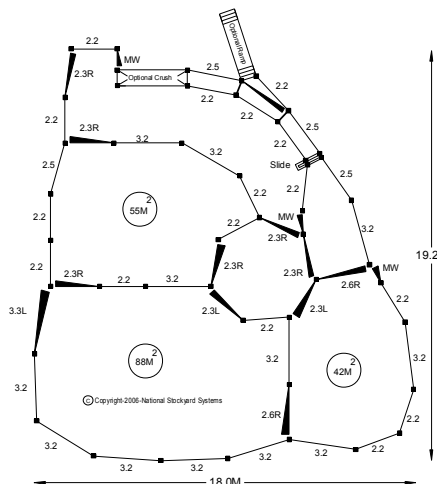 2.2
MW
Optional Ramp
2.3R
Optional Crush
2.5
2.2
2.2
2.2
2.5
2.2
3.2
2.2
2.5
Slide
2.5
2.2
2.2
55M²
2.2
MW
3.2
2.2
2.3R
19.2
2.2
2.3R
2.3R
2.3R
MW
2.2
3.2
2.6R
3.3L
2.3L
2.3L
2.2
2.2
3.2
3.2
88M²
42M²
3.2
© Copyright-2006-National Stockyard Systems
2.6R
3.2
2.2
3.2
3.2
3.2
3.2
3.2
18.0M